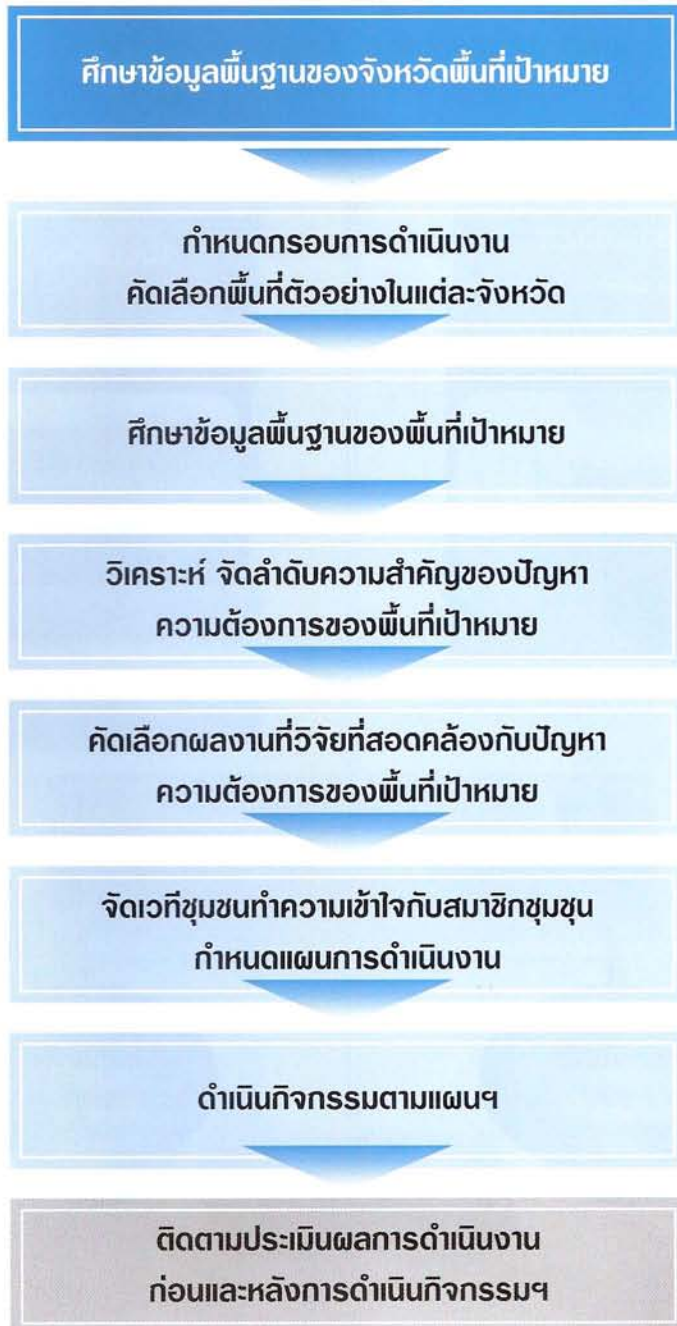 ศึกษาข้อมูลพื้นฐานของจังหวัดพื้นที่เป้าหมาย
กำหนดกรอบการดำเนินงาน
คัดเลือกพื้นที่ตัวอย่างในแต่ละจังหวัด
ศึกษาข้อมูลพื้นฐานของพื้นที่เป้าหมาย
วิเคราะห์ จัดลำดับความสำคัญของปัญหา
ความต้องการของพื้นที่เป้าหมาย
คัดเลือกผลงานที่วิจัยที่สอดคล้องกับปัญหา
ความต้องการของพื้นที่เป้าหมาย
จัดเวทีชุมชนทำความเข้าใจกับสมาชิกชุมชุน
กำหนดแผนการดำเนินงาน
ดำเนินกิจกรรมตามแผนฯ
ติดตามประเมินผลการดำเนินงาน
ก่อนและหลังการดำเนินกิจกรรมฯ